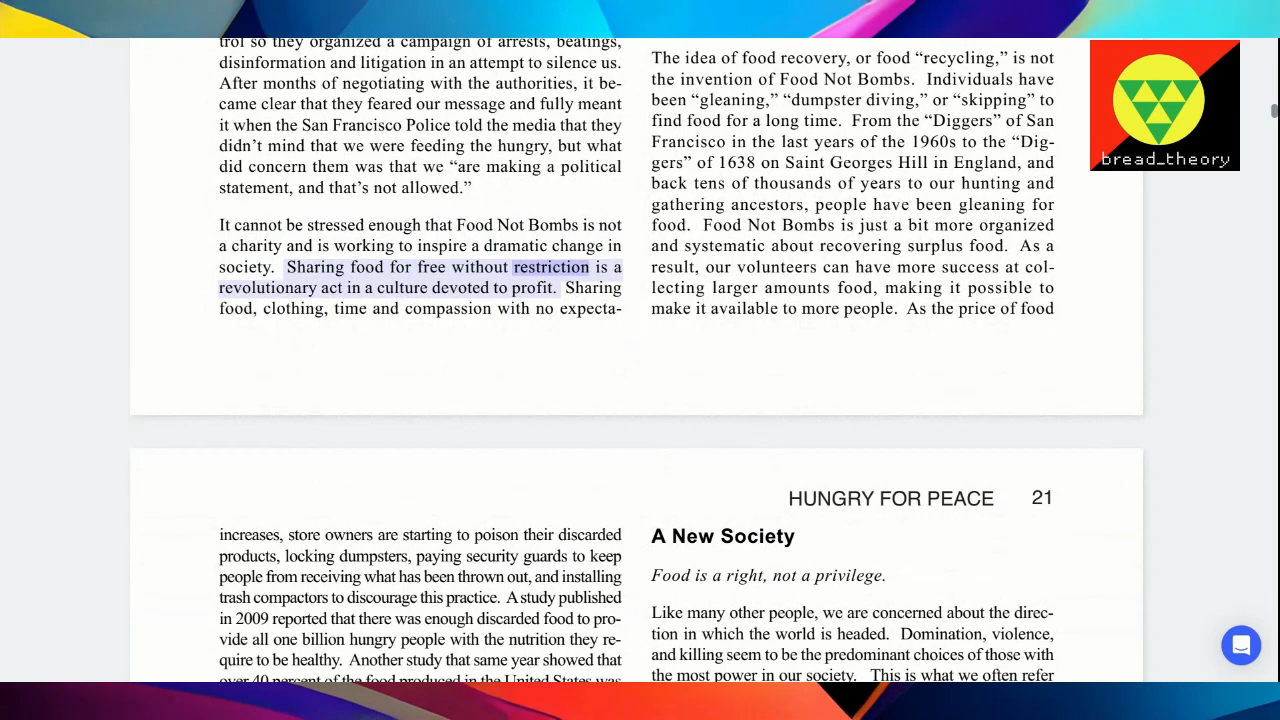 trol so they organized a campaign of arrests, beatings,
disinformation and litigation in an attempt to silence us.
After months of negotiating with the authorities, it be-
came clear that they feared our message and fully meant
it when the San Francisco Police told the media that they
didn’t mind that we were feeding the hungry, but what
did concern them was that we “are making a political
statement, and that’s not allowed.”
It cannot be stressed enough that Food Not Bombs is not
a charity and is working to inspire a dramatic change in
society. Sharing food for free without restriction is a
revolutionary act in a culture devoted to profit. Sharing
food, clothing, time and compassion with no expecta-
The idea of food recovery, or food “recycling,” is not
the invention of Food Not Bombs. Individuals have
been “gleaning,” “dumpster diving,” or “skipping” to
find food for a long time. From the “Diggers” of San
Francisco in the last years of the 1960s to the “Dig-
gers” of 1638 on Saint Georges Hill in England, and
back tens of thousands of years to our hunting and
gathering ancestors, people have been gleaning for
food. Food Not Bombs is just a bit more organized
and systematic about recovering surplus food. As a
result, our volunteers can have more success at col-
lecting larger amounts food, making it possible to
make it available to more people. As the price of food
bread_theory
HUNGRY FOR PEACE 21
increases, store owners are starting to poison their discarded
products, locking dumpsters, paying security guards to keep
people from receiving what has been thrown out, and installing
trash compactors to discourage this practice. A study published
in 2009 reported that there was enough discarded food to pro-
vide all one billion hungry people with the nutrition they re-
quire to be healthy. Another study that same year showed that
over 40 percent of the food produced in the United States was
A New Society
Food is a right, not a privilege.
Like many other people, we are concerned about the direc-
tion in which the world is headed. Domination, violence,
and killing seem to be the predominant choices of those with
the most power in our society. This is what we often refer